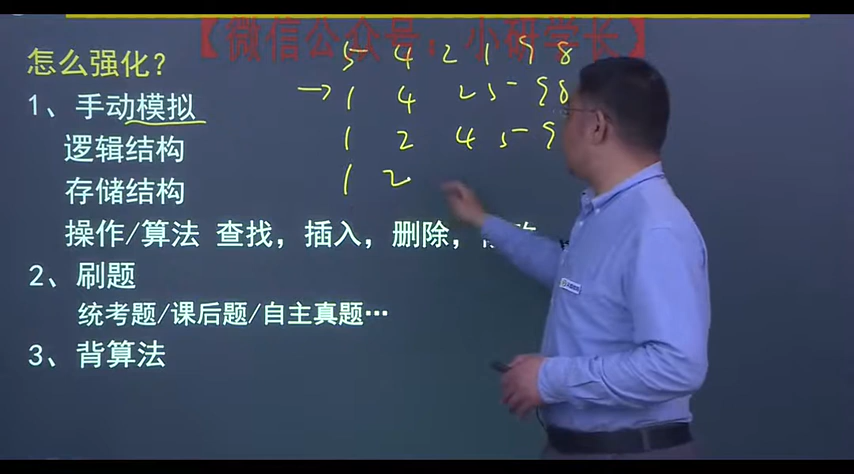 【微信公众号：小研学长】
5 4 2 1 9 8
怎么强化？
→ 1 4 2 5 9 8
1、手动模拟
1 2 4 5 9
逻辑结构
1 2
存储结构
操作/算法 查找，插入，删除，
2、刷题
统考题/课后题/自主真题…
3、背算法